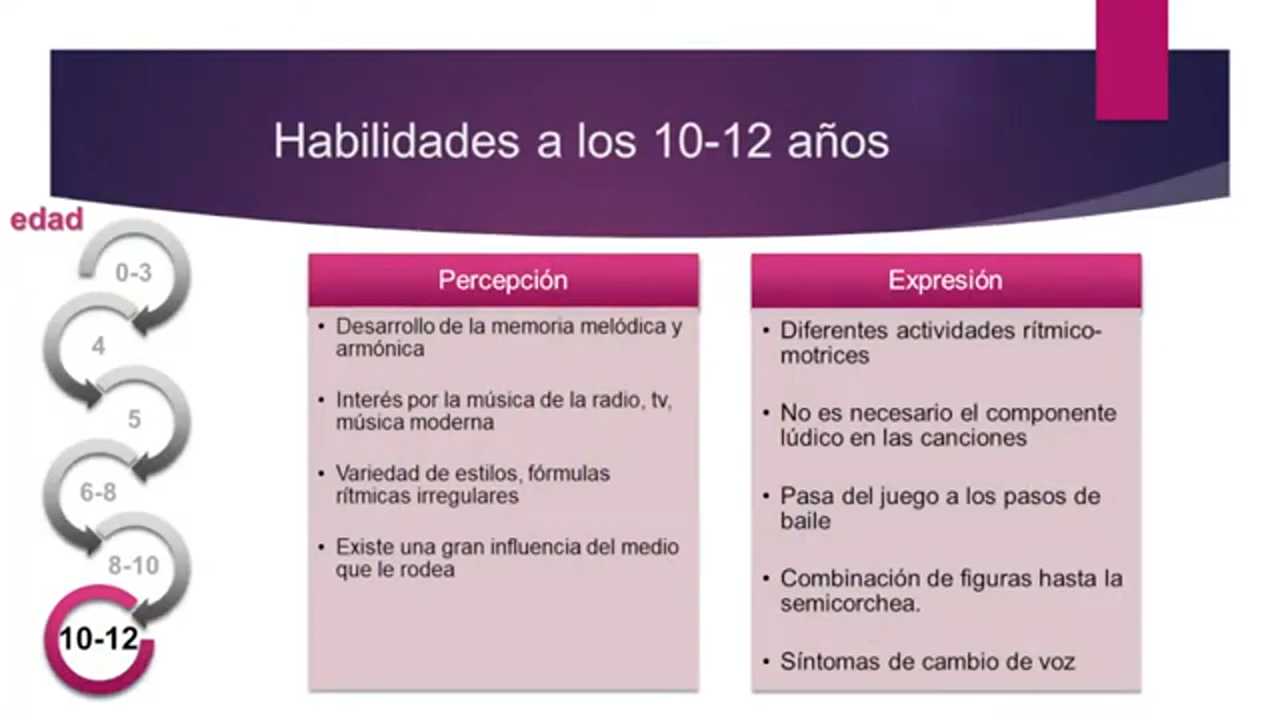 Habilidades a los 10-12 años
edad
0-3
4
5
6-8
8-10
10-12
Percepción
• Desarrollo de la memoria melódica y
armónica
• Interés por la música de la radio, tv,
música moderna
• Variedad de estilos, fórmulas
rítmicas irregulares
• Existe una gran influencia del medio
que le rodea
Expresión
• Diferentes actividades rítmico-
motrices
• No es necesario el componente
lúdico en las canciones
• Pasa del juego a los pasos de
baile
• Combinación de figuras hasta la
semicorchea.
• Síntomas de cambio de voz